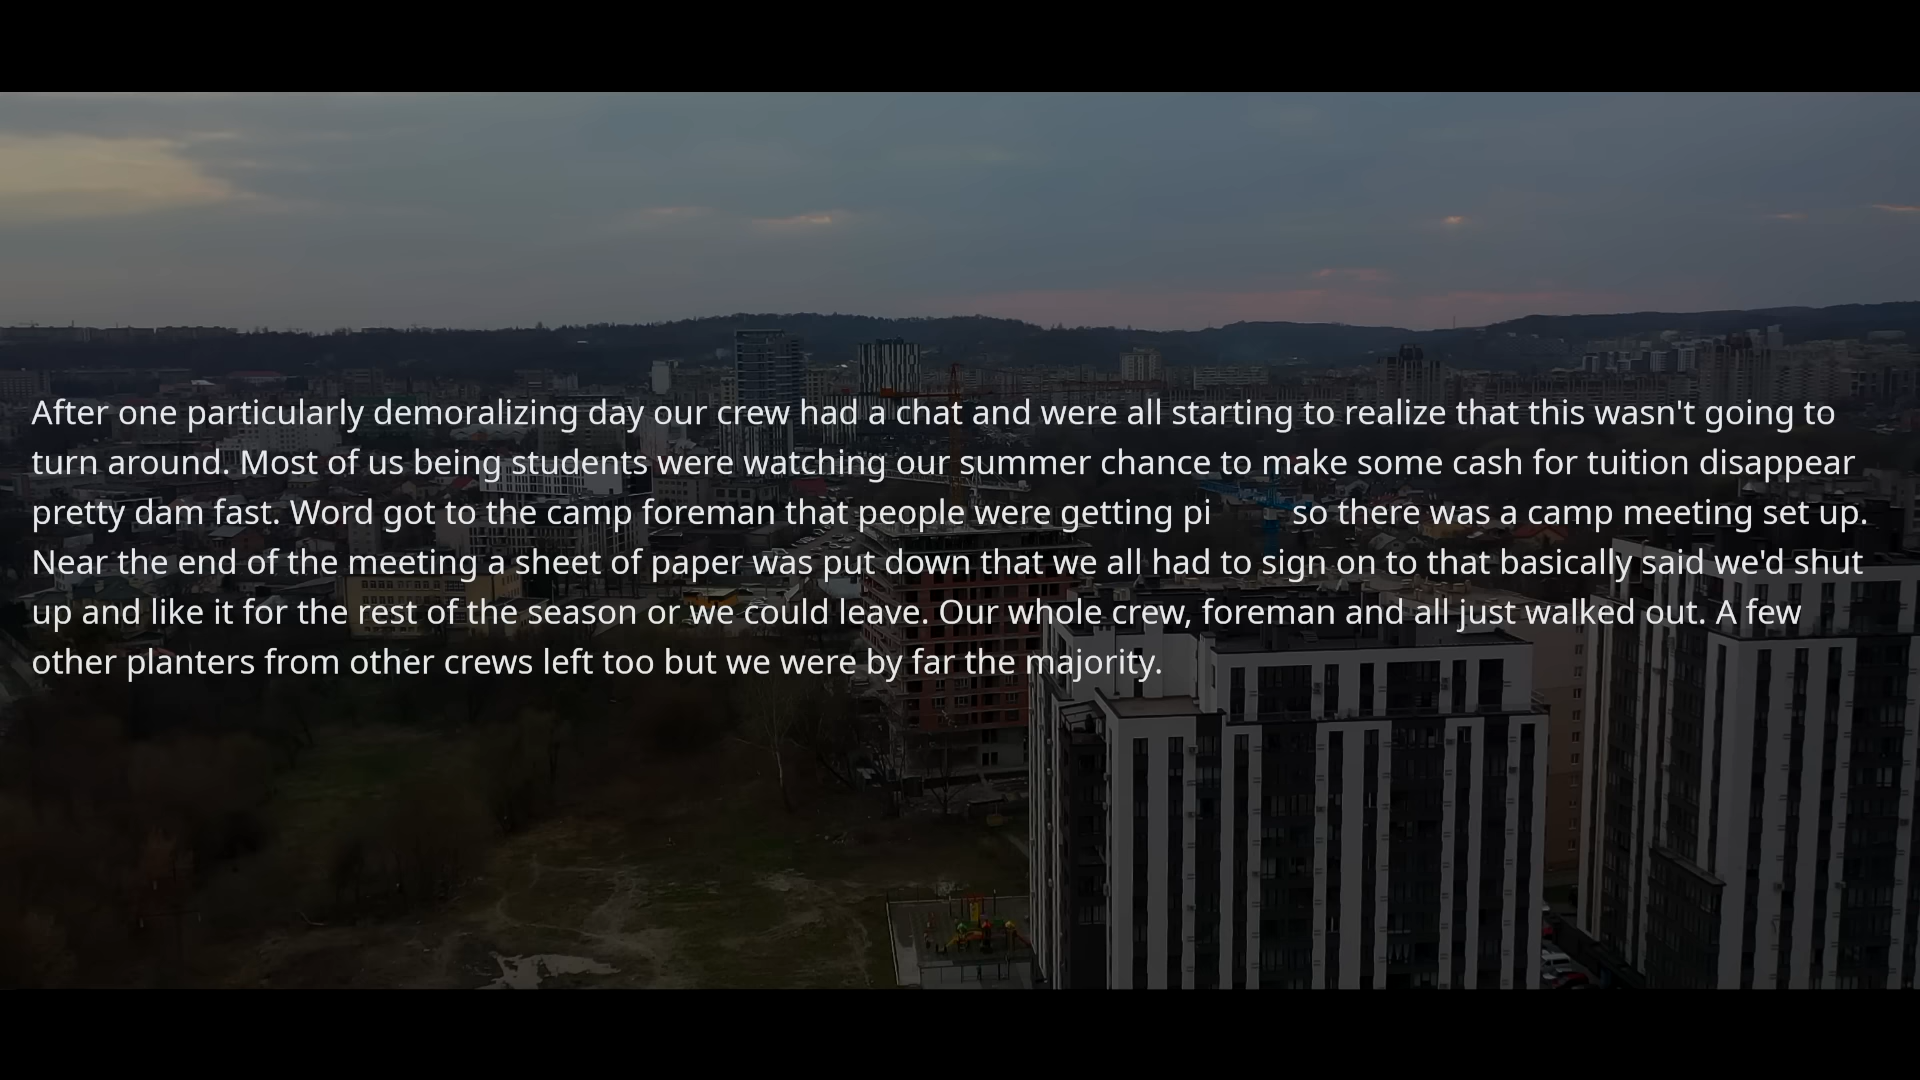 After one particularly demoralizing day our crew had a chat and were all starting to realize that this wasn't going to
turn around. Most of us being students were watching our summer chance to make some cash for tuition disappear
pretty dam fast. Word got to the camp foreman that people were getting pi so there was a camp meeting set up.
Near the end of the meeting a sheet of paper was put down that we all had to sign on to that basically said we'd shut
up and like it for the rest of the season or we could leave. Our whole crew, foreman and all just walked out. A few
other planters from other crews left too but we were by far the majority.